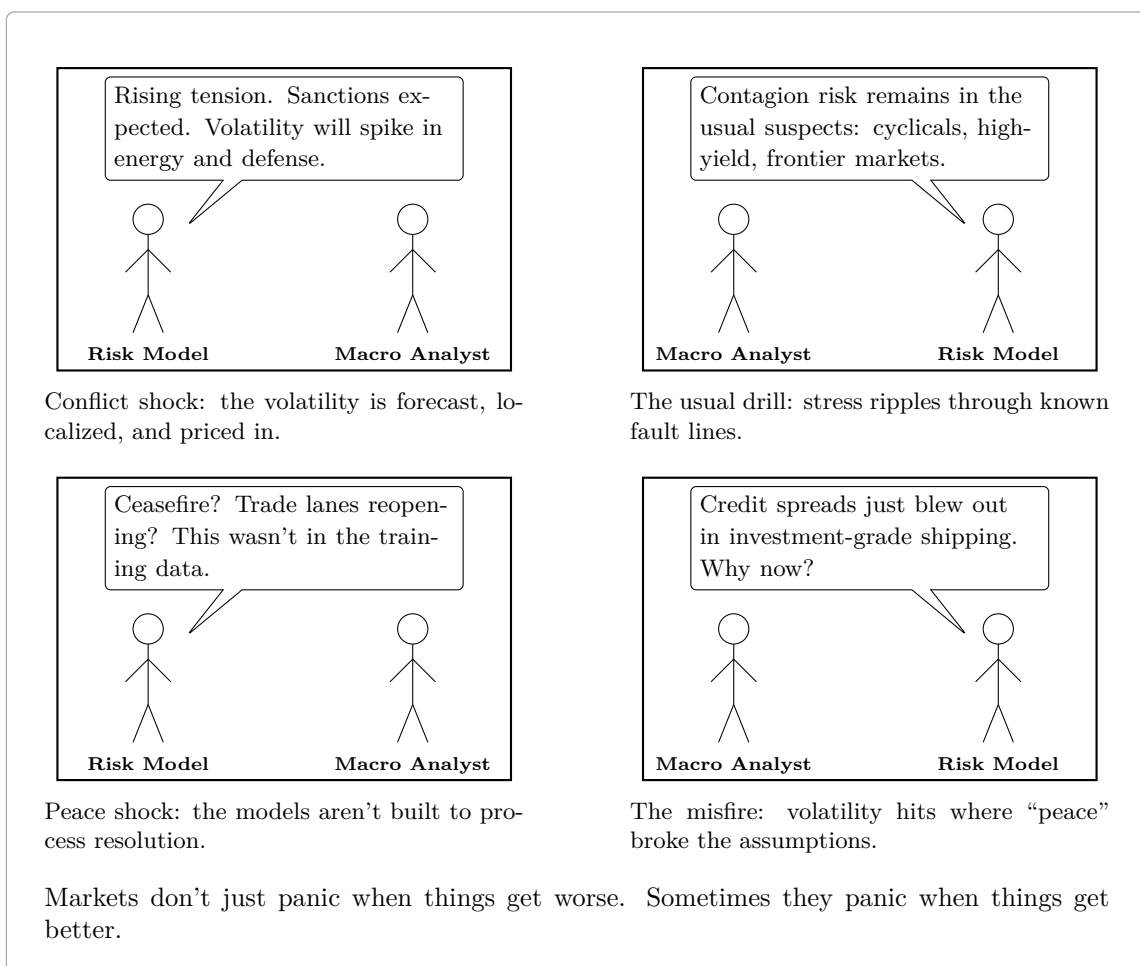 Rising tension. Sanctions ex-
pected. Volatility will spike in
energy and defense.
Risk Model
Macro Analyst
Conflict shock: the volatility is forecast, lo-
calized, and priced in.
Contagion risk remains in the
usual suspects: cyclicals, high-
yield, frontier markets.
Macro Analyst
Risk Model
The usual drill: stress ripples through known
fault lines.
Ceasefire? Trade lanes reopen-
ing? This wasn't in the train-
ing data.
Risk Model
Macro Analyst
Peace shock: the models aren't built to pro-
cess resolution.
Credit spreads just blew out
in investment-grade shipping.
Why now?
Macro Analyst
Risk Model
The misfire: volatility hits where “peace”
broke the assumptions.
Markets don't just panic when things get worse. Sometimes they panic when things get
better.